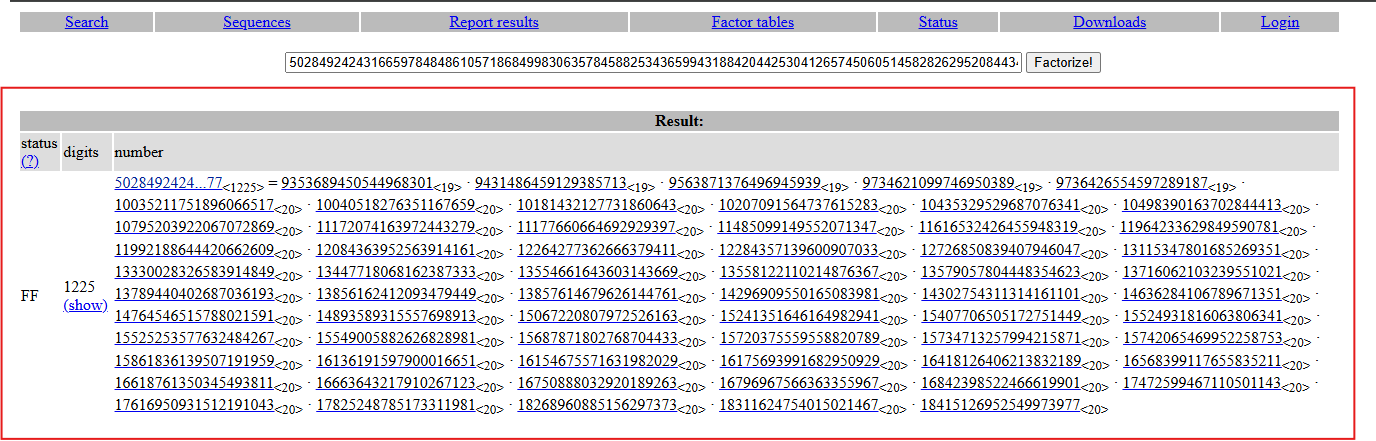 Search Sequences Report results Factor tables Status Downloads Login
502849242431665978484861057186849983063578458825343659943188420442530412657450605145828262952084434 Factorize!
Result:
status (?) digits number
5028492424...77<1225> = 9353689450544968301<19> · 9431486459129385713<19> · 9563871376496945939<19> · 9734621099746950389<19> · 9736426554597289187<19> ·
10035211751896066517<20> · 10040518276351167659<20> · 10181432127731860643<20> · 10207091564737615283<20> · 10435329529687076341<20> · 10498390163702844413<20> ·
10795203922067072869<20> · 11172074163972443279<20> · 11177660664692929397<20> · 11485099149552071347<20> · 11616532426455948319<20> · 11964233629849590781<20> ·
11992188644420662609<20> · 12084363952563914161<20> · 12264277362666379411<20> · 12284357139600907033<20> · 12726850839407946047<20> · 13115347801685269351<20> ·
13330028326583914849<20> · 13447718068162387333<20> · 13554661643603143669<20> · 13558122110214876367<20> · 13579057804448354623<20> · 13716062103239551021<20> ·
FF 1225 (show) 13789440402687036193<20> · 13856162412093479449<20> · 13857614679626144761<20> · 14296909550165083981<20> · 14302754311314161101<20> · 14636284106789671351<20> ·
14764546515788021591<20> · 14893589315557698913<20> · 15067220807972526163<20> · 15241351646164982941<20> · 15407706505172751449<20> · 15524931816063806341<20> ·
15525253577632484267<20> · 15549005882626828981<20> · 15687871802768704433<20> · 15720375559558820789<20> · 15734713257994215871<20> · 15742065469952258753<20> ·
15861836139507191959<20> · 16136191597900016651<20> · 16154675571631982029<20> · 16175693991682950929<20> · 16418126406213832189<20> · 16568399117655835211<20> ·
16618761350345493811<20> · 16663643217910267123<20> · 16750888032920189263<20> · 16796967566363355967<20> · 16842398522466619901<20> · 17472599467110501143<20> ·
17616950931512191043<20> · 17825248785173311981<20> · 18268960885156297373<20> · 18311624754015021467<20> · 18415126952549973977<20>